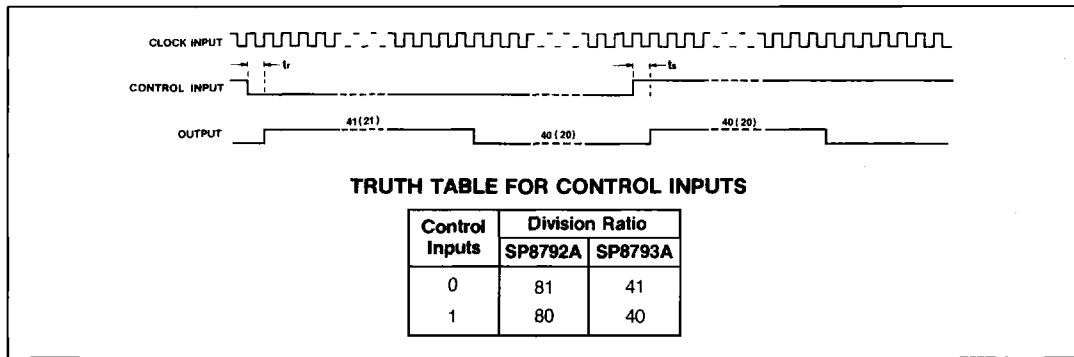 CLOCK INPUT
tr
ts
CONTROL INPUT
41(21)
40(20)
40(20)
OUTPUT
TRUTH TABLE FOR CONTROL INPUTS
Control Inputs
Division Ratio
SP8792A SP8793A
0 81 41
1 80 40